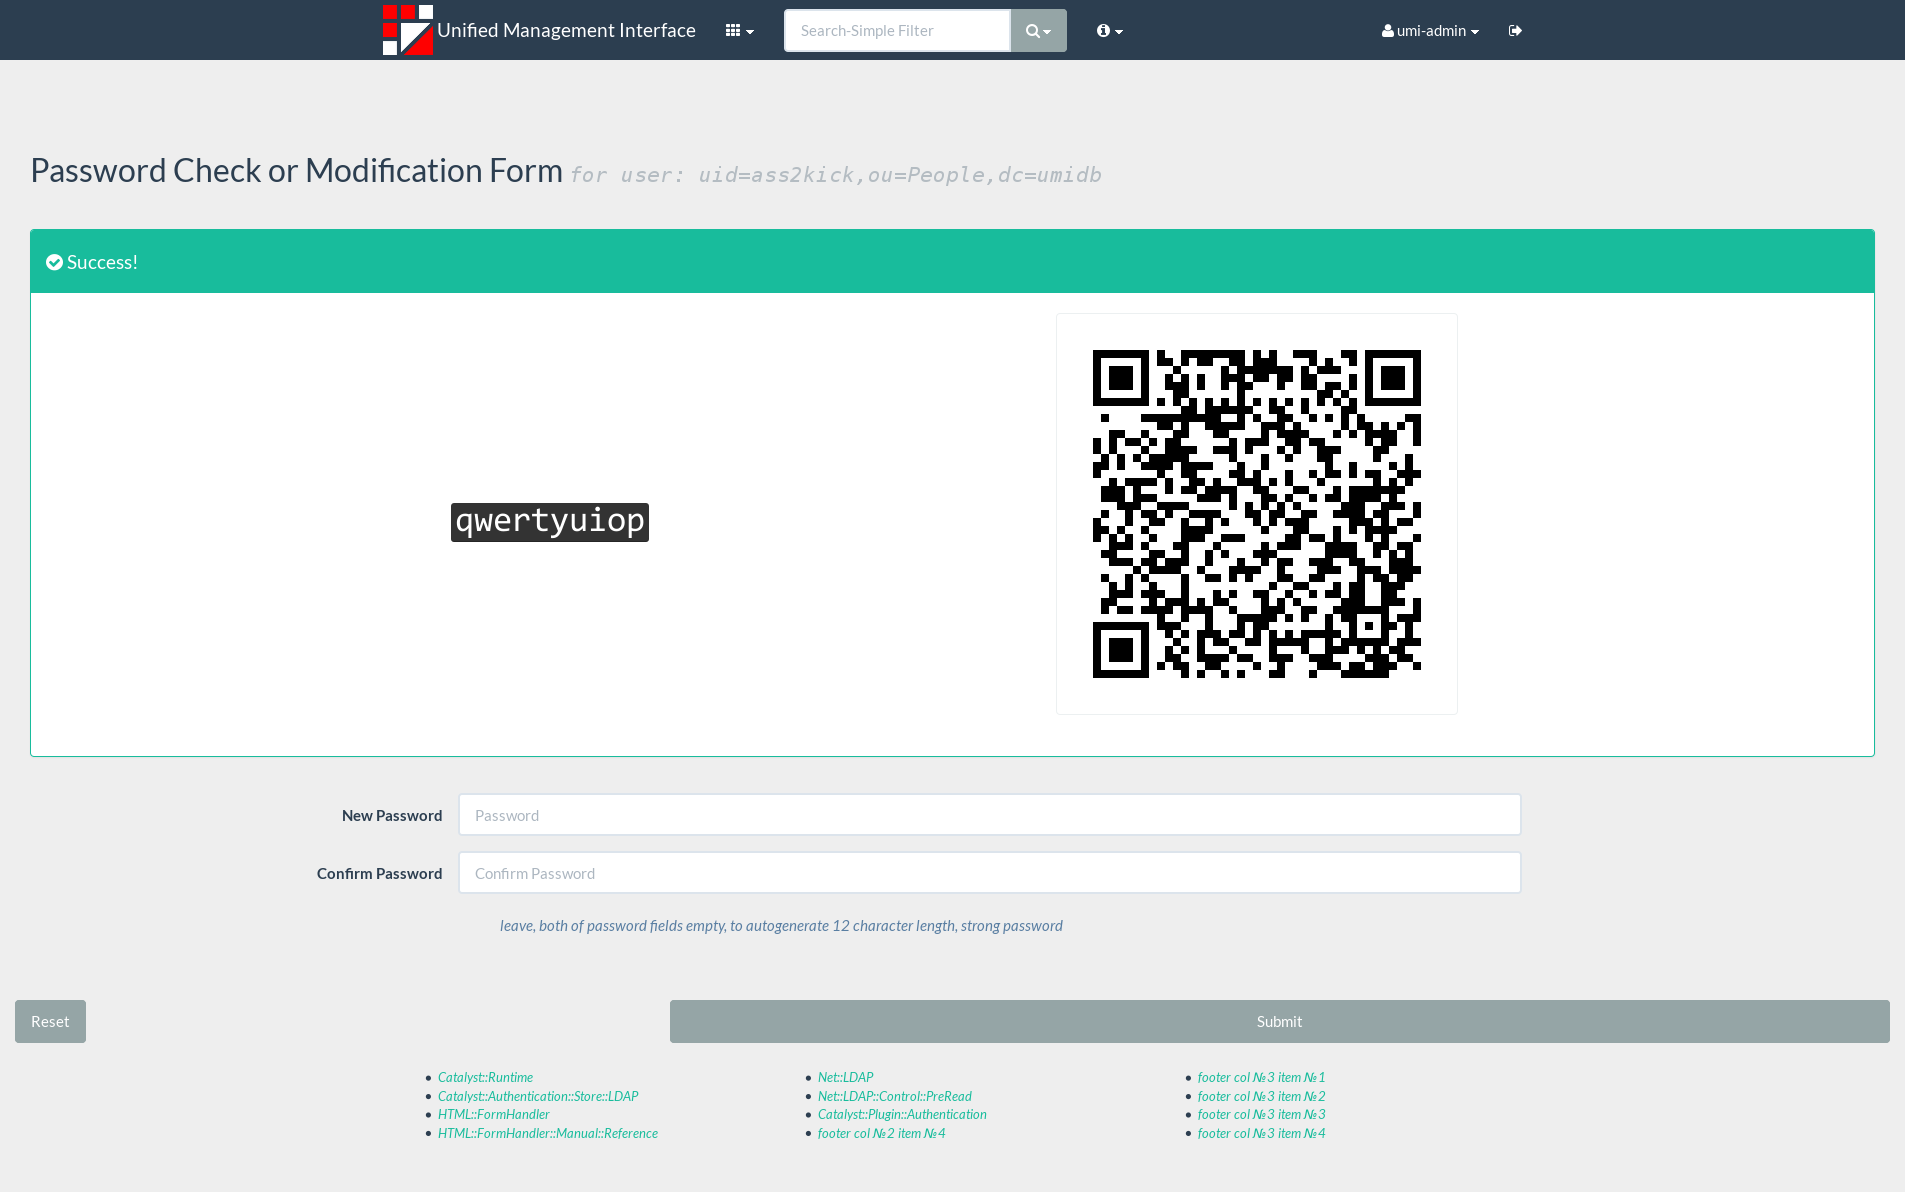 Unified Management Interface
Search-Simple Filter
umi-admin
Password Check or Modification Form for user: uid=ass2kick,ou=People,dc=umidb
Success!
qwertyuiop
New Password
Password
Confirm Password
Confirm Password
leave, both of password fields empty, to autogenerate 12 character length, strong password
Reset
Submit
Catalyst::Runtime
Catalyst::Authentication::Store::LDAP
HTML::FormHandler
HTML::FormHandler::Manual::Reference
Net::LDAP
Net::LDAP::Control::PreRead
Catalyst::Plugin::Authentication
footer col №2 item №4
footer col №3 item №1
footer col №3 item №2
footer col №3 item №3
footer col №3 item №4